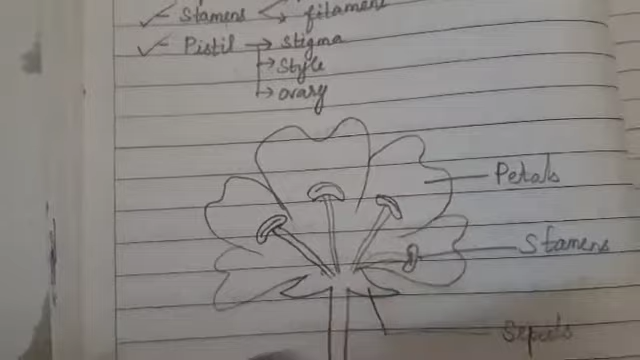 ✓ Stamens → filament
✓ Pistil → Stigma
→ Style
→ ovary
Petals
Stamens
Sepals